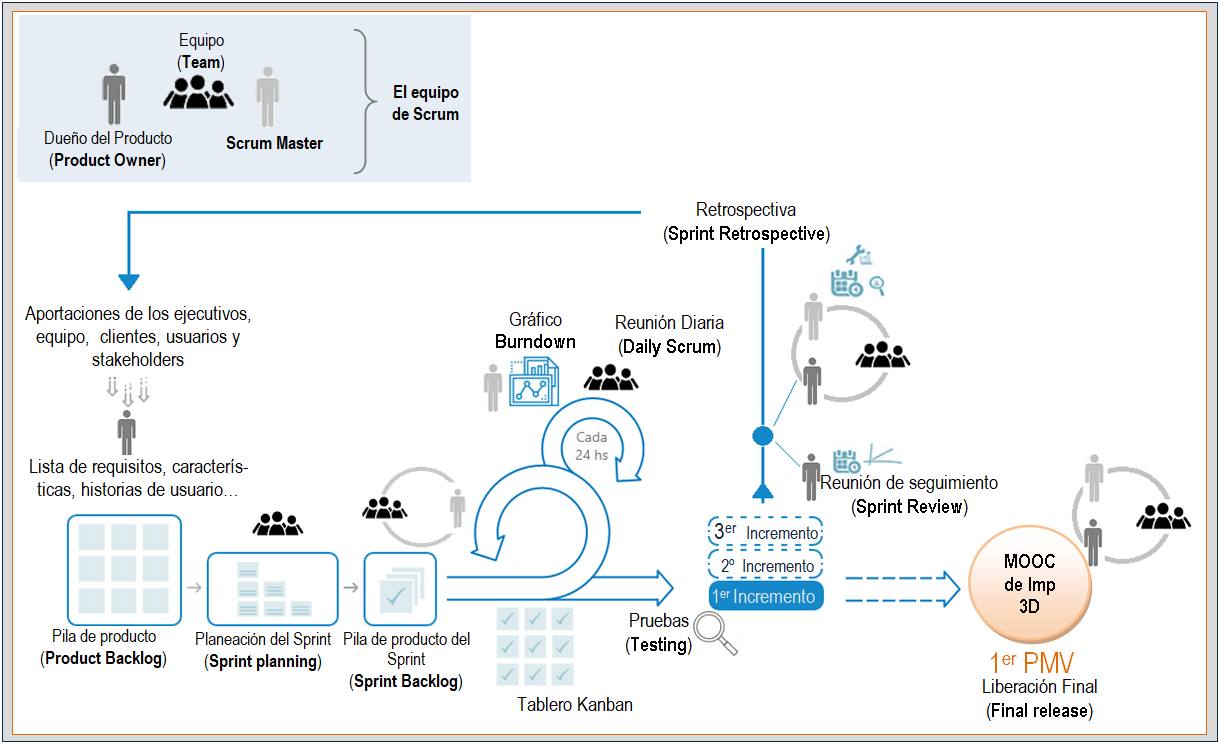 Equipo
(Team)
El equipo
de Scrum
Dueño del Producto
(Product Owner)
Scrum Master
Retrospectiva
(Sprint Retrospective)
Aportaciones de los ejecutivos,
equipo, clientes, usuarios y
stakeholders
Gráfico
Burndown
Reunión Diaria
(Daily Scrum)
Cada
24 hs
Lista de requisitos, caracterís-
ticas, historias de usuario...
Reunión de seguimiento
(Sprint Review)
3er Incremento
2º Incremento
1er Incremento
MOOC
de Imp
3D
Pila de producto
(Product Backlog)
Planeación del Sprint
(Sprint planning)
Pila de producto del
Sprint
(Sprint Backlog)
Tablero Kanban
Pruebas
(Testing)
1er PMV
Liberación Final
(Final release)